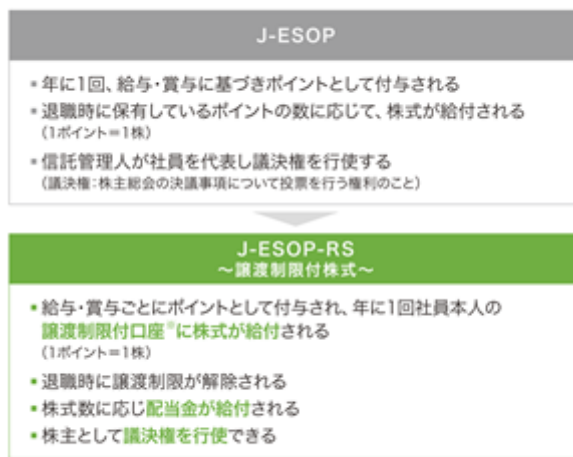 J-ESOP
▪年に1回、給与・賞与に基づきポイントとして付与される
▪退職時に保有しているポイントの数に応じて、株式が給付される
(1ポイント=1株)
▪信託管理人が社員を代表し議決権を行使する
(議決権:株主総会の決議事項について投票を行う権利のこと)
J-ESOP-RS
～譲渡制限付株式～
▪給与・賞与ごとにポイントとして付与され、年に1回社員本人の
譲渡制限付口座※に株式が給付される
(1ポイント=1株)
▪退職時に譲渡制限が解除される
▪株式数に応じ配当金が給付される
▪株主として議決権を行使できる